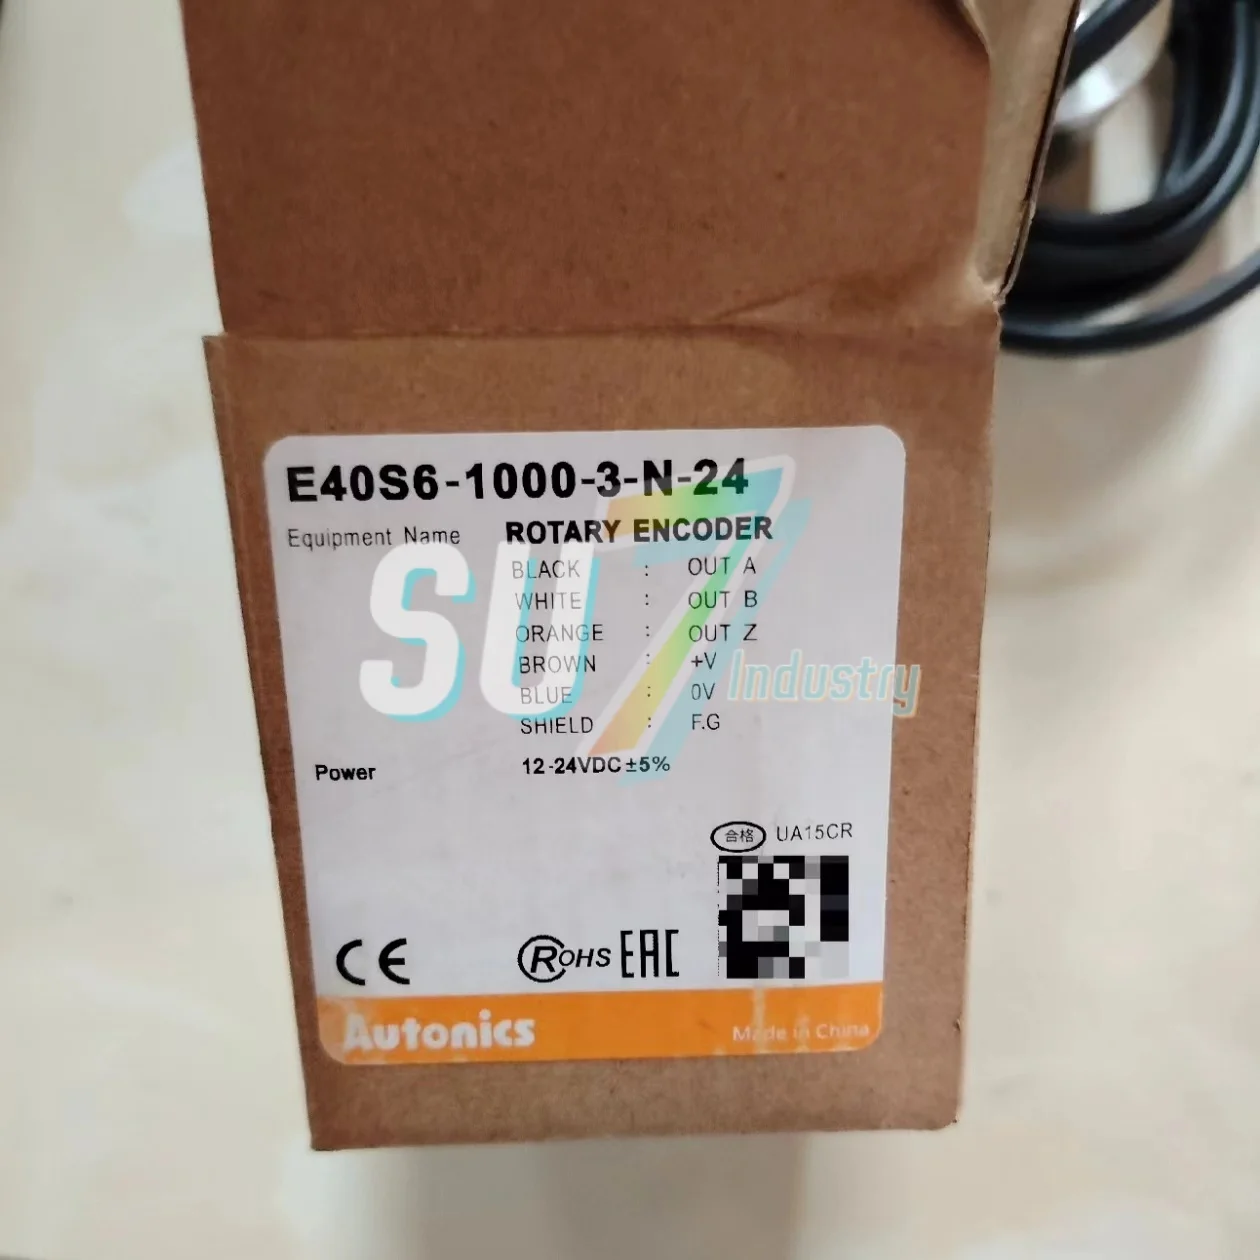 E40S6-1000-3-N-24
Equipment Name ROTARY ENCODER
BLACK : OUT A
WHITE : OUT B
ORANGE : OUT Z
BROWN : +V
BLUE : 0V
SHIELD : F.G
SU7 Industry
Power 12-24VDC±5%
合格 UA15CR
CE ROHS EAC
Autonics Made in China